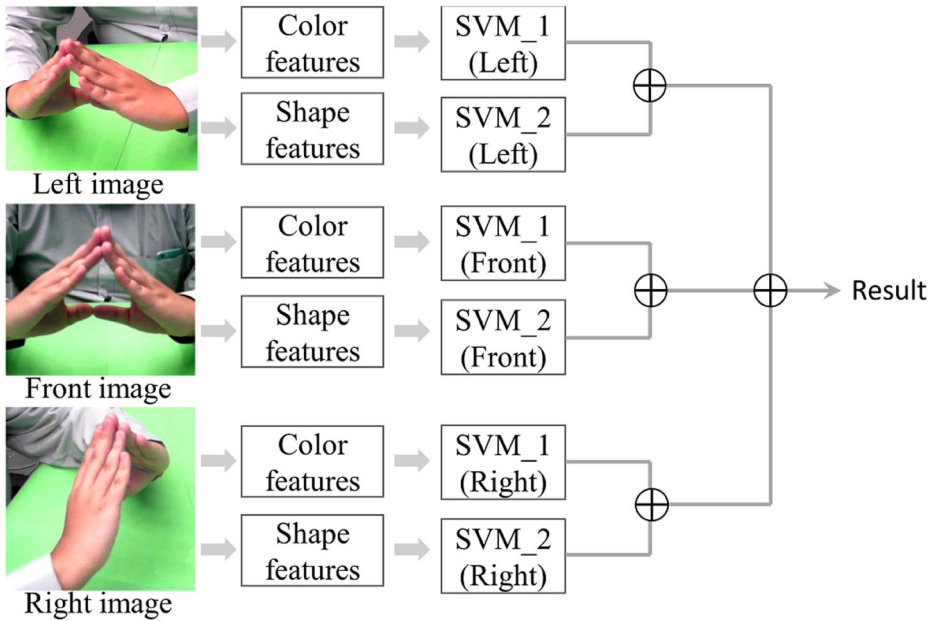 Color
features
SVM_1
(Left)
Shape
features
SVM_2
(Left)
Left image
Color
features
SVM_1
(Front)
Shape
features
SVM_2
(Front)
Result
Front image
Color
features
SVM_1
(Right)
Shape
features
SVM_2
(Right)
Right image